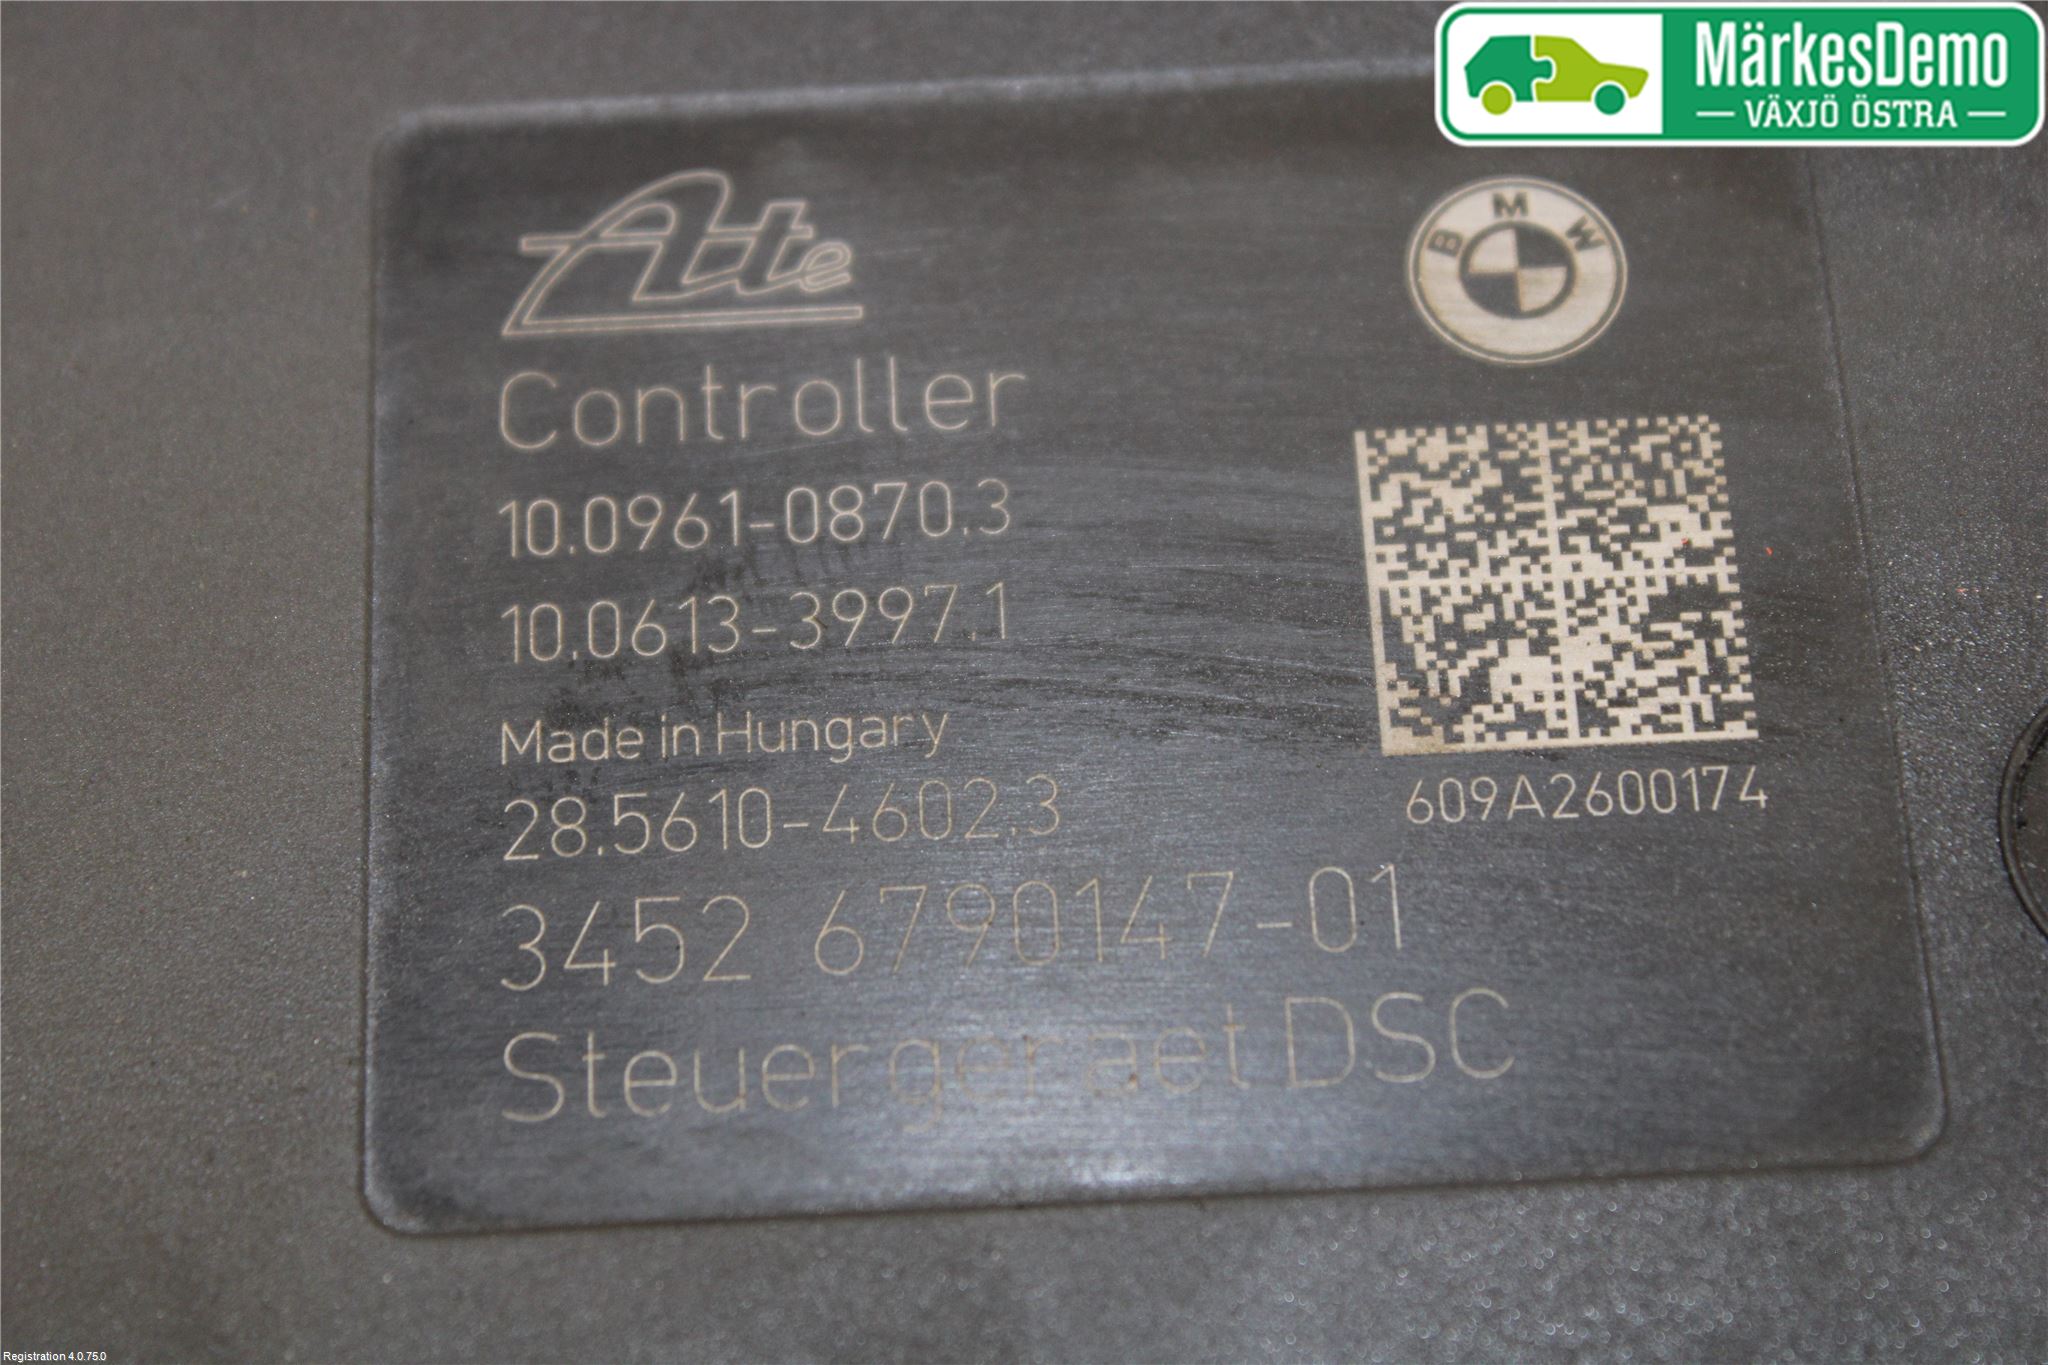 MärkesDemo
VÄXJÖ ÖSTRA
Ate
BMW
Controller
10.0961-0870.3
10.0613-3997.1
Made in Hungary
28.5610-4602.3
609A2600174
3452 6790147-01
Steuergeraet DSC
Registration 4.0.75.0